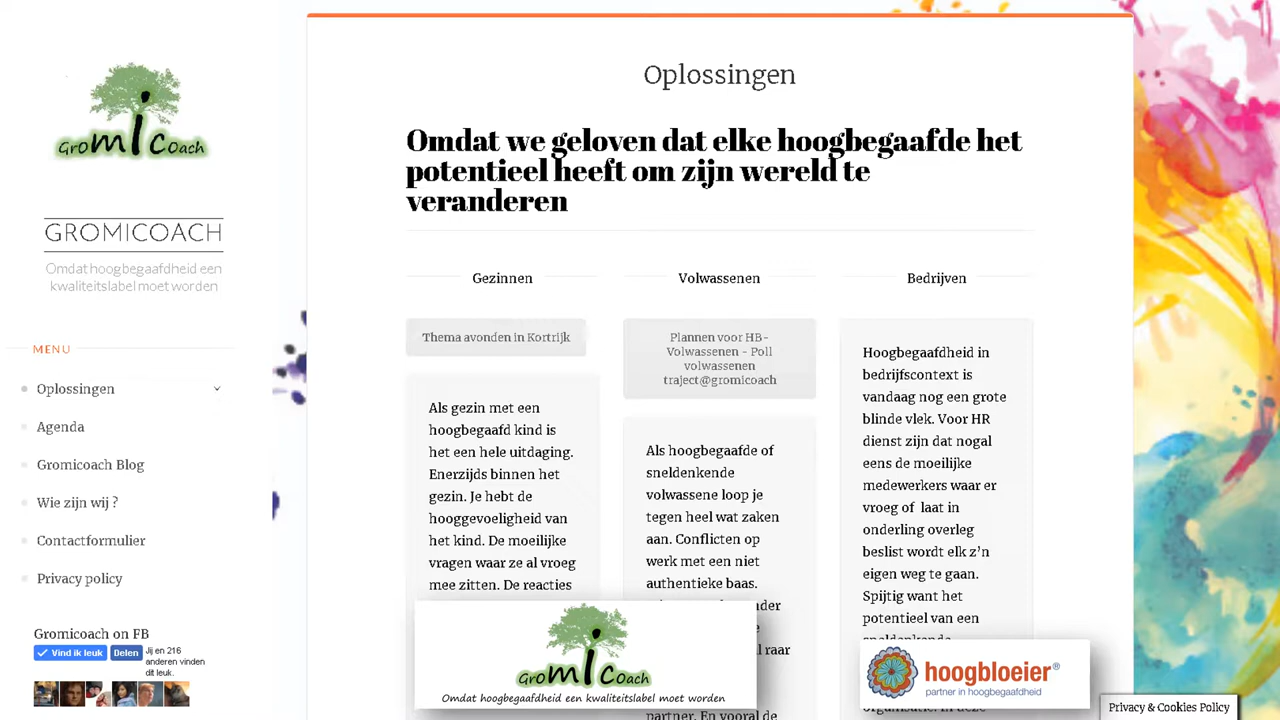 GroMiCoach
GROMICOACH
Omdat hoogbegaafdheid een
kwaliteitslabel moet worden
MENU
Oplossingen
Agenda
Gromicoach Blog
Wie zijn wij ?
Contactformulier
Privacy policy
Gromicoach on FB
Vind ik leuk
Delen
Jij en 216
anderen vinden
dit leuk.
Oplossingen
Omdat we geloven dat elke hoogbegaafde het
potentieel heeft om zijn wereld te
veranderen
Gezinnen
Thema avonden in Kortrijk
Als gezin met een
hoogbegaafd kind is
het een hele uitdaging.
Enerzijds binnen het
gezin. Je hebt de
hooggevoeligheid van
het kind. De moeilijke
vragen waar ze al vroeg
mee zitten. De reacties
Volwassenen
Plannen voor HB-
Volwassenen - Poll
volwassenen
traject@gromicoach
Als hoogbegaafde of
sneldenkende
volwassene loop je
tegen heel wat zaken
aan. Conflicten op
werk met een niet
authentieke baas.
partner. En vooral de
Bedrijven
Hoogbegaafdheid in
bedrijfscontext is
vandaag nog een grote
blinde vlek. Voor HR
dienst zijn dat nogal
eens de moeilijke
medewerkers waar er
vroeg of laat in
onderling overleg
beslist wordt elk z’n
eigen weg te gaan.
Spijtig want het
potentieel van een
sneldenkende
GroMiCoach
Omdat hoogbegaafdheid een kwaliteitslabel moet worden
hoogbloeier®
partner in hoogbegaafdheid
Privacy & Cookies Policy